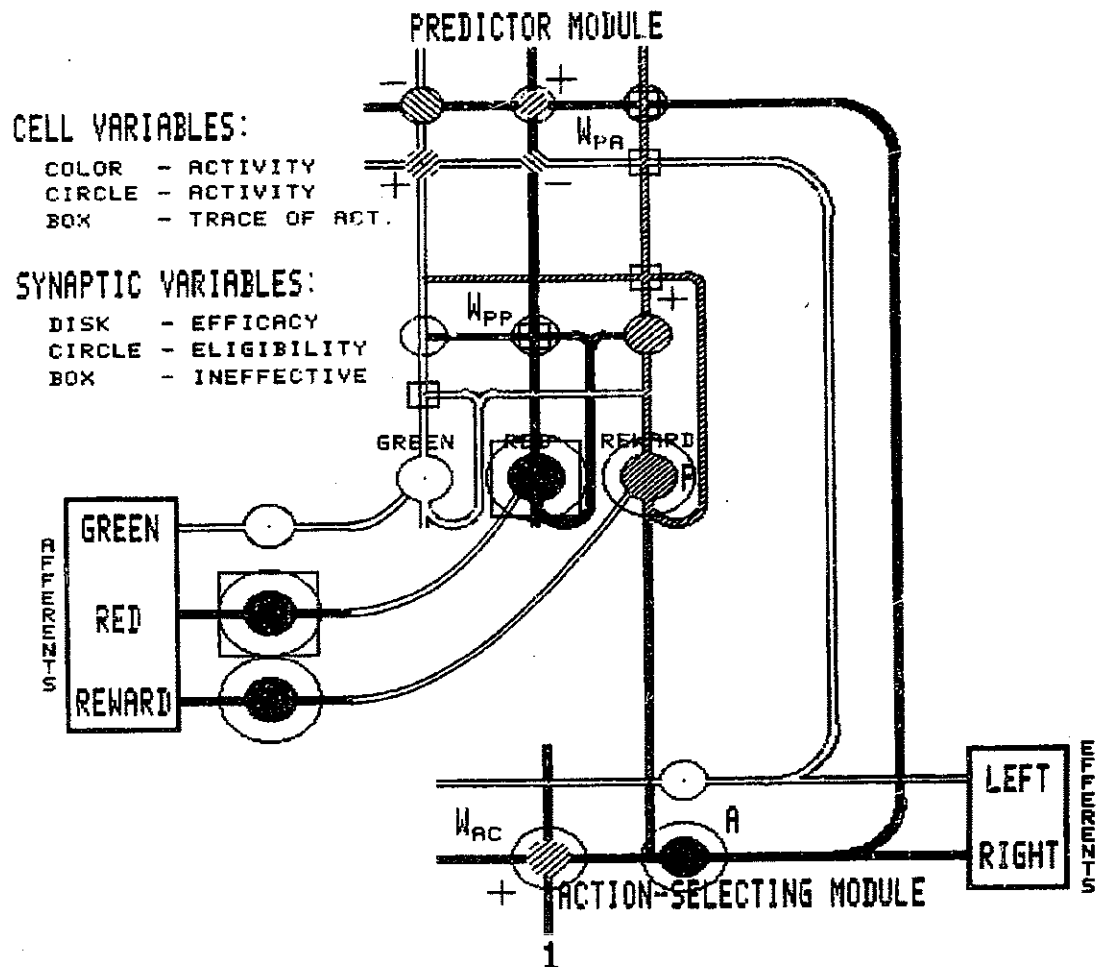 PREDICTOR MODULE
− +
CELL VARIABLES:
COLOR - ACTIVITY
CIRCLE - ACTIVITY
BOX - TRACE OF ACT.
W_PA
+ −
SYNAPTIC VARIABLES:
DISK - EFFICACY
CIRCLE - ELIGIBILITY
BOX - INEFFECTIVE
W_PP
+
GREEN RED REWARD
P
AFFERENTS
GREEN
RED
REWARD
LEFT
RIGHT
EFFERENTS
W_AC
A
+
ACTION-SELECTING MODULE
1